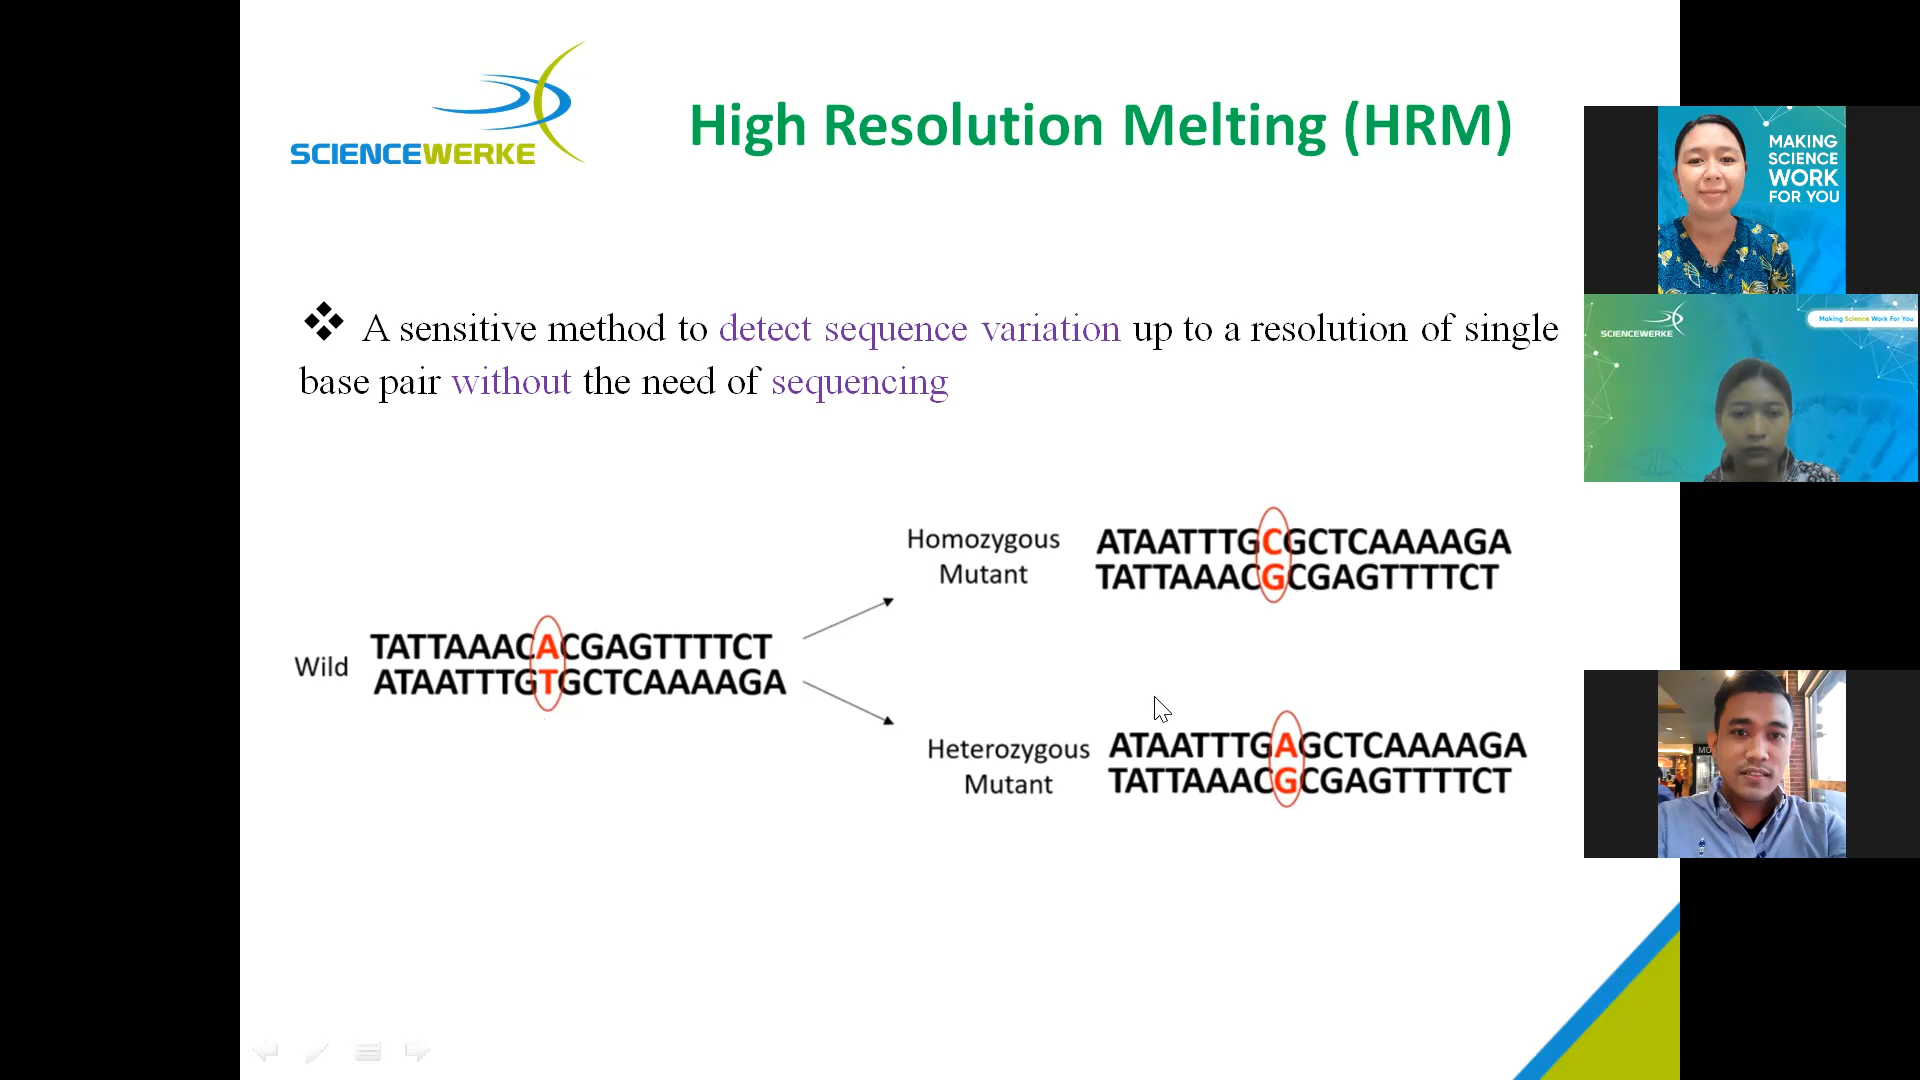 SCIENCEWERKE
High Resolution Melting (HRM)
❖ A sensitive method to detect sequence variation up to a resolution of single
base pair without the need of sequencing
Wild
TATTAAACACGAGTTTTCT
ATAATTTGTGCTCAAAAGA
Homozygous
Mutant
ATAATTTGCGCTCAAAAGA
TATTAAACGCGAGTTTTCT
Heterozygous
Mutant
ATAATTTGAGCTCAAAAGA
TATTAAACGCGAGTTTTCT
MAKING
SCIENCE
WORK
FOR YOU
SCIENCEWERKE
Making Science Work For You
MO